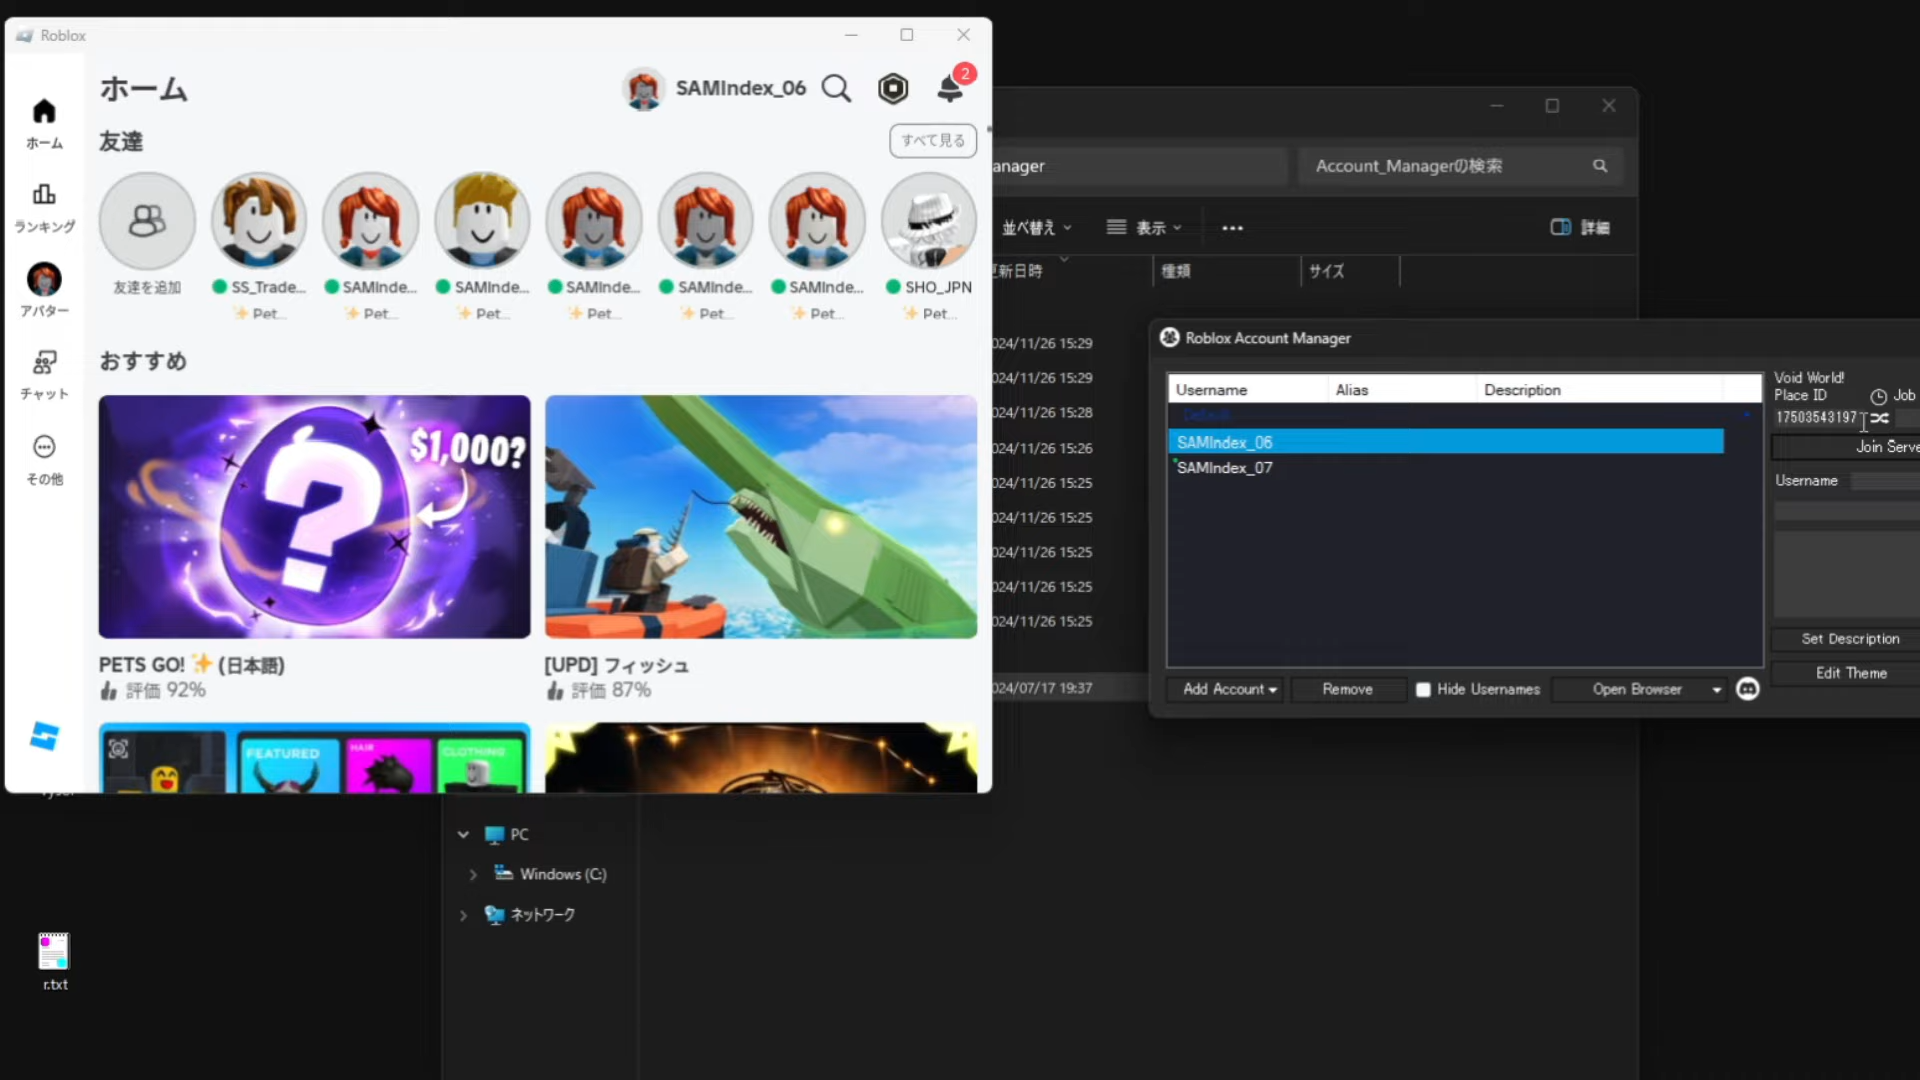 Roblox
ホーム
SAMIndex_06
2
友達
すべて見る
ホーム
ランキング
アバター
チャット
その他
友達を追加
SS_Trade...
SAMInde...
SAMInde...
SAMInde...
SAMInde...
SAMInde...
SHO_JPN
Pet...
Pet...
Pet...
Pet...
Pet...
Pet...
Pet...
おすすめ
$1,000?
PETS GO! ✨ (日本語)
評価 92%
[UPD] フィッシュ
評価 87%
FEATURED
HAIR
CLOTHING
anager
Account_Managerの検索
並べ替え
表示
詳細
新日時
種類
サイズ
024/11/26 15:29
024/11/26 15:29
024/11/26 15:28
024/11/26 15:26
024/11/26 15:25
024/11/26 15:25
024/11/26 15:25
024/11/26 15:25
024/11/26 15:25
024/07/17 19:37
PC
Windows (C:)
ネットワーク
r.txt
Roblox Account Manager
Username
Alias
Description
Default
SAMIndex_06
SAMIndex_07
Add Account
Remove
Hide Usernames
Open Browser
Void World!
Place ID
Job
17503543197
Join Serve
Username
Set Description
Edit Theme